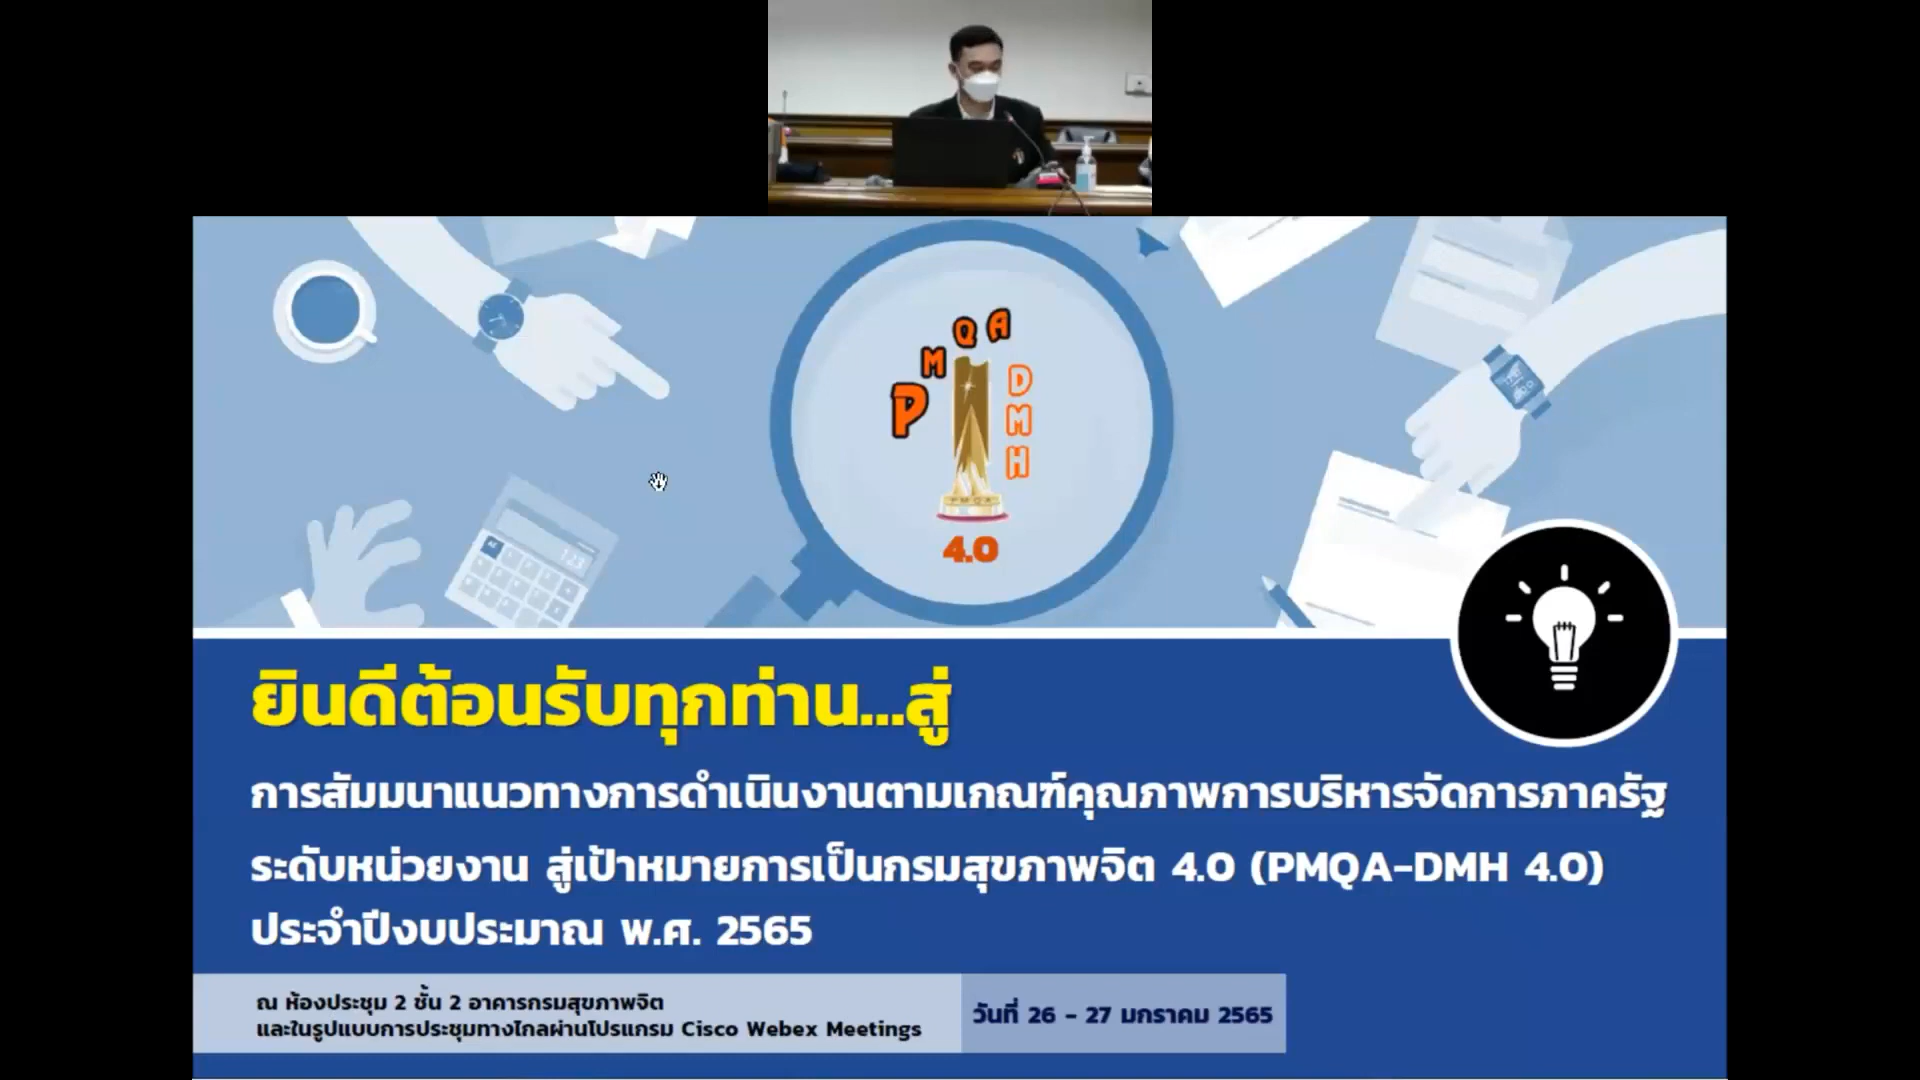 P M Q A
D M H
PMQA
4.0
123
ยินดีต้อนรับทุกท่าน...สู่
การสัมมนาแนวทางการดำเนินงานตามเกณฑ์คุณภาพการบริหารจัดการภาครัฐ
ระดับหน่วยงาน สู่เป้าหมายการเป็นกรมสุขภาพจิต 4.0 (PMQA-DMH 4.0)
ประจำปีงบประมาณ พ.ศ. 2565
ณ ห้องประชุม 2 ชั้น 2 อาคารกรมสุขภาพจิต
และในรูปแบบการประชุมทางไกลผ่านโปรแกรม Cisco Webex Meetings
วันที่ 26 - 27 มกราคม 2565